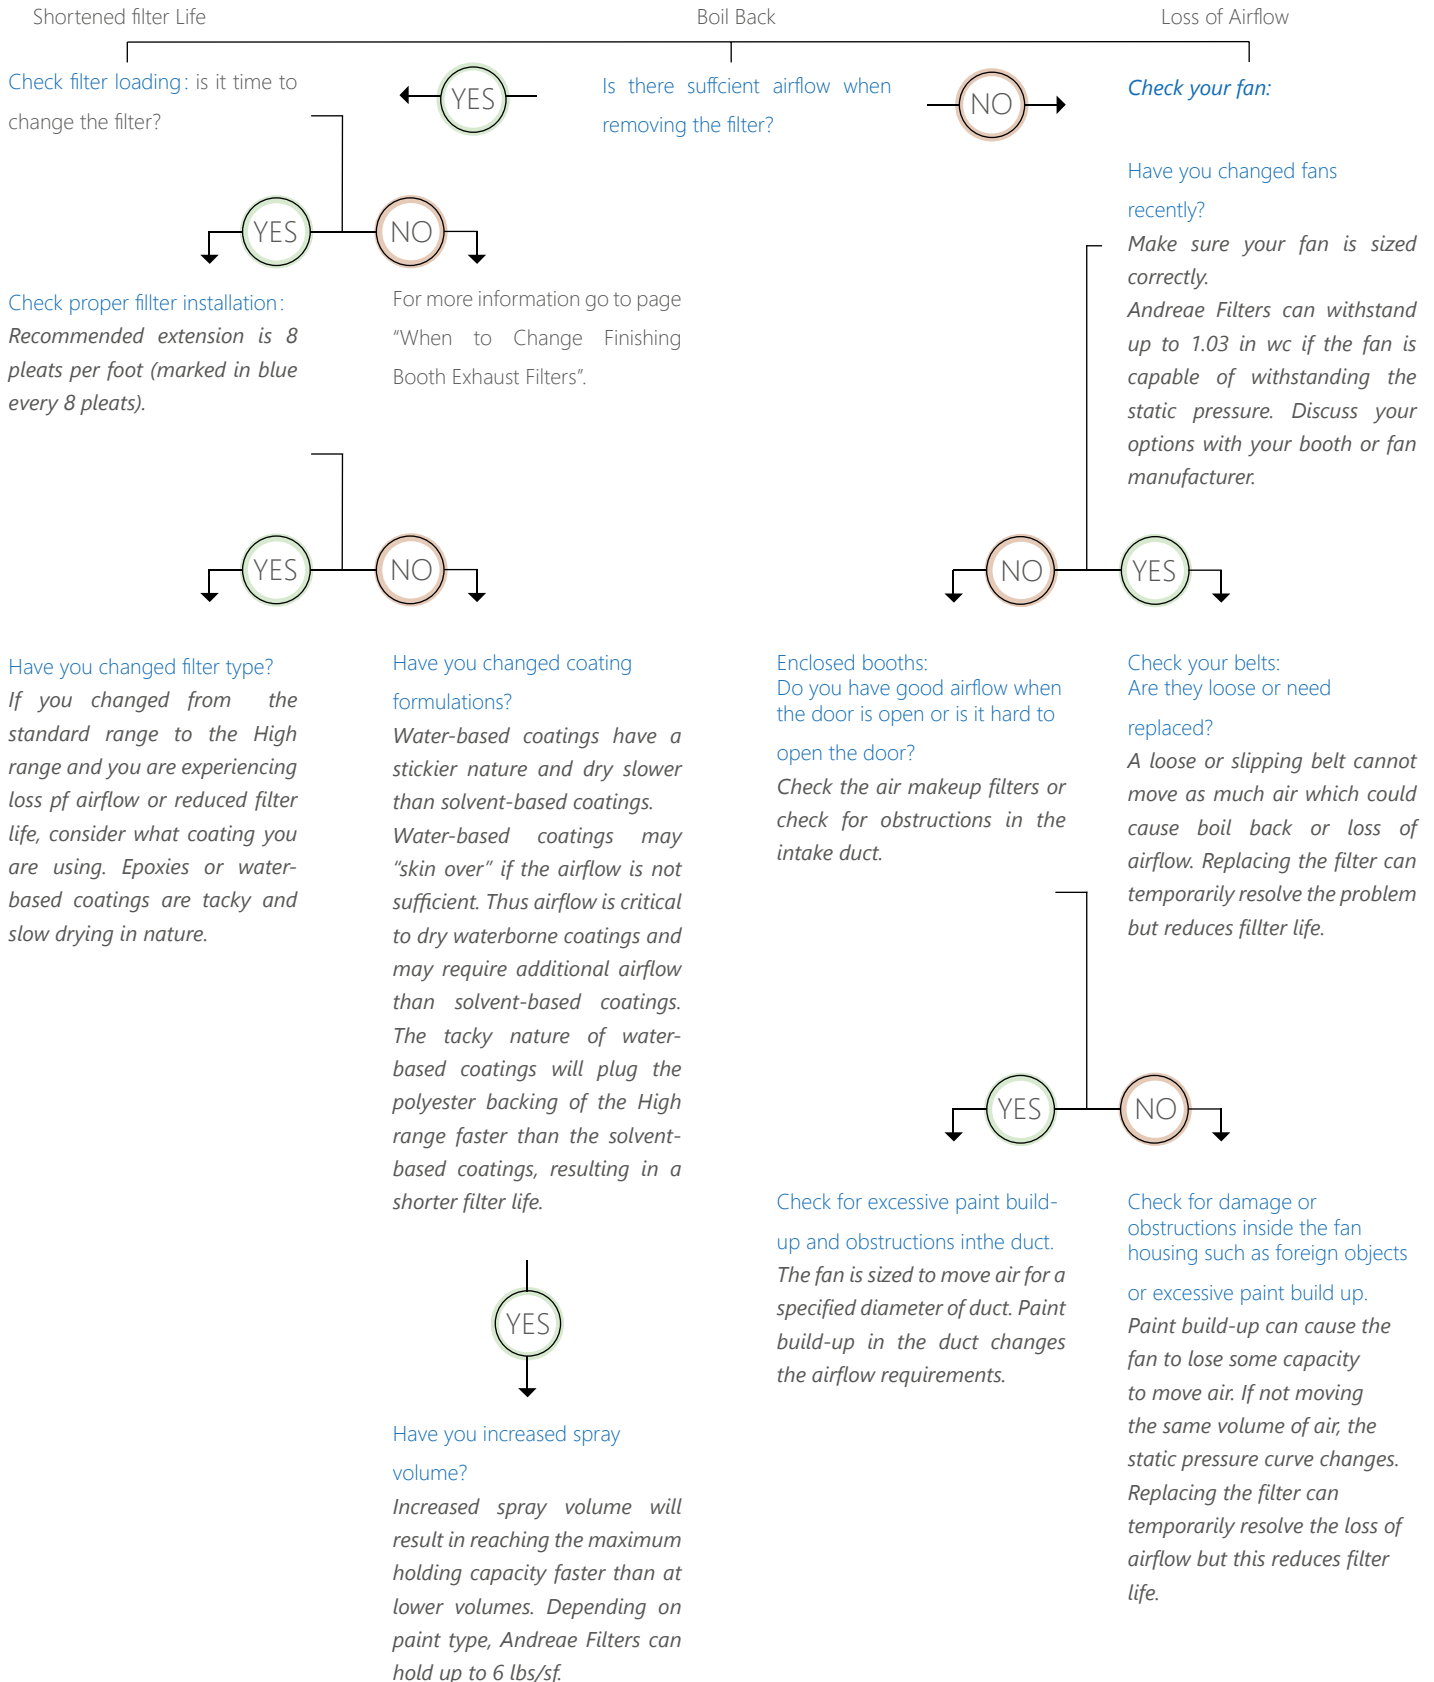 Shortened filter Life
Boil Back
Loss of Airflow
Check filter loading: is it time to
change the filter?
YES
Is there suffcient airflow when
removing the filter?
NO
Check your fan:
Have you changed fans
recently?
Make sure your fan is sized
correctly.
Andreae Filters can withstand
up to 1.03 in wc if the fan is
capable of withstanding the
static pressure. Discuss your
options with your booth or fan
manufacturer.
YES
NO
Check proper fillter installation:
Recommended extension is 8
pleats per foot (marked in blue
every 8 pleats).
For more information go to page
“When to Change Finishing
Booth Exhaust Filters”.
YES
NO
NO
YES
Have you changed filter type?
If you changed from the
standard range to the High
range and you are experiencing
loss pf airflow or reduced filter
life, consider what coating you
are using. Epoxies or water-
based coatings are tacky and
slow drying in nature.
Have you changed coating
formulations?
Water-based coatings have a
stickier nature and dry slower
than solvent-based coatings.
Water-based coatings may
“skin over” if the airflow is not
sufficient. Thus airflow is critical
to dry waterborne coatings and
may require additional airflow
than solvent-based coatings.
The tacky nature of water-
based coatings will plug the
polyester backing of the High
range faster than the solvent-
based coatings, resulting in a
shorter filter life.
YES
Have you increased spray
volume?
Increased spray volume will
result in reaching the maximum
holding capacity faster than at
lower volumes. Depending on
paint type, Andreae Filters can
hold up to 6 lbs/sf.
Enclosed booths:
Do you have good airflow when
the door is open or is it hard to
open the door?
Check the air makeup filters or
check for obstructions in the
intake duct.
Check your belts:
Are they loose or need
replaced?
A loose or slipping belt cannot
move as much air which could
cause boil back or loss of
airflow. Replacing the filter can
temporarily resolve the problem
but reduces fillter life.
YES
NO
Check for excessive paint build-
up and obstructions inthe duct.
The fan is sized to move air for a
specified diameter of duct. Paint
build-up in the duct changes
the airflow requirements.
Check for damage or
obstructions inside the fan
housing such as foreign objects
or excessive paint build up.
Paint build-up can cause the
fan to lose some capacity
to move air. If not moving
the same volume of air, the
static pressure curve changes.
Replacing the filter can
temporarily resolve the loss of
airflow but this reduces filter
life.